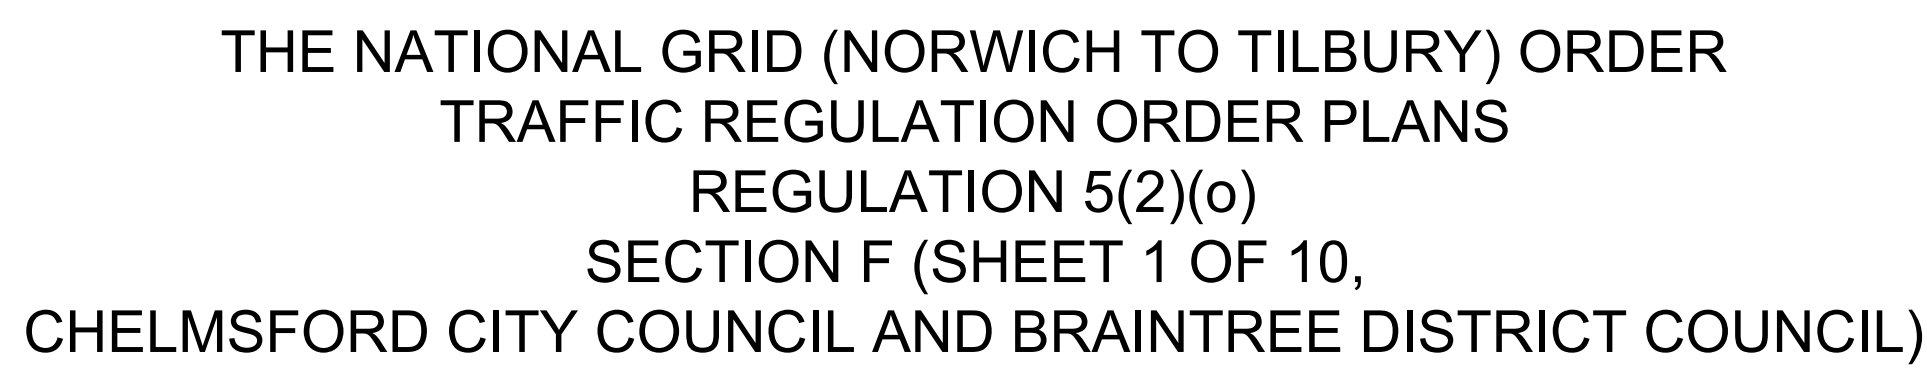 THE NATIONAL GRID (NORWICH TO TILBURY) ORDER
TRAFFIC REGULATION ORDER PLANS
REGULATION 5(2)(o)
SECTION F (SHEET 1 OF 10,
CHELMSFORD CITY COUNCIL AND BRAINTREE DISTRICT COUNCIL)